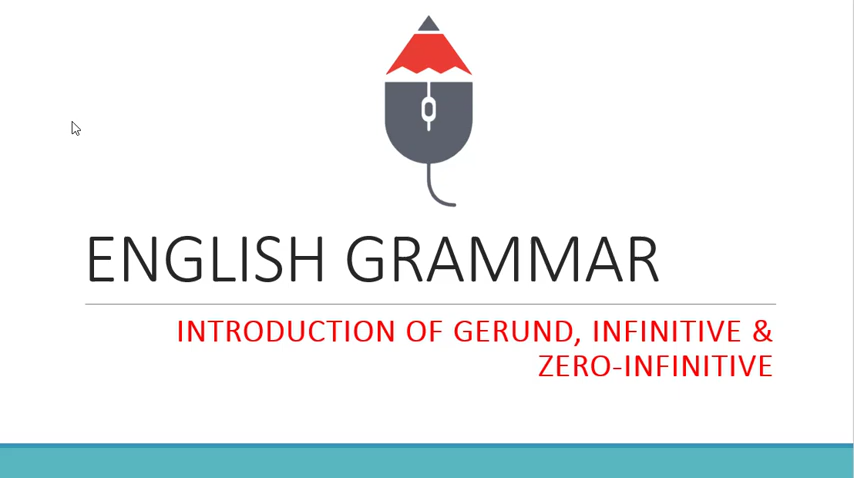 ENGLISH GRAMMAR
INTRODUCTION OF GERUND, INFINITIVE &
ZERO-INFINITIVE